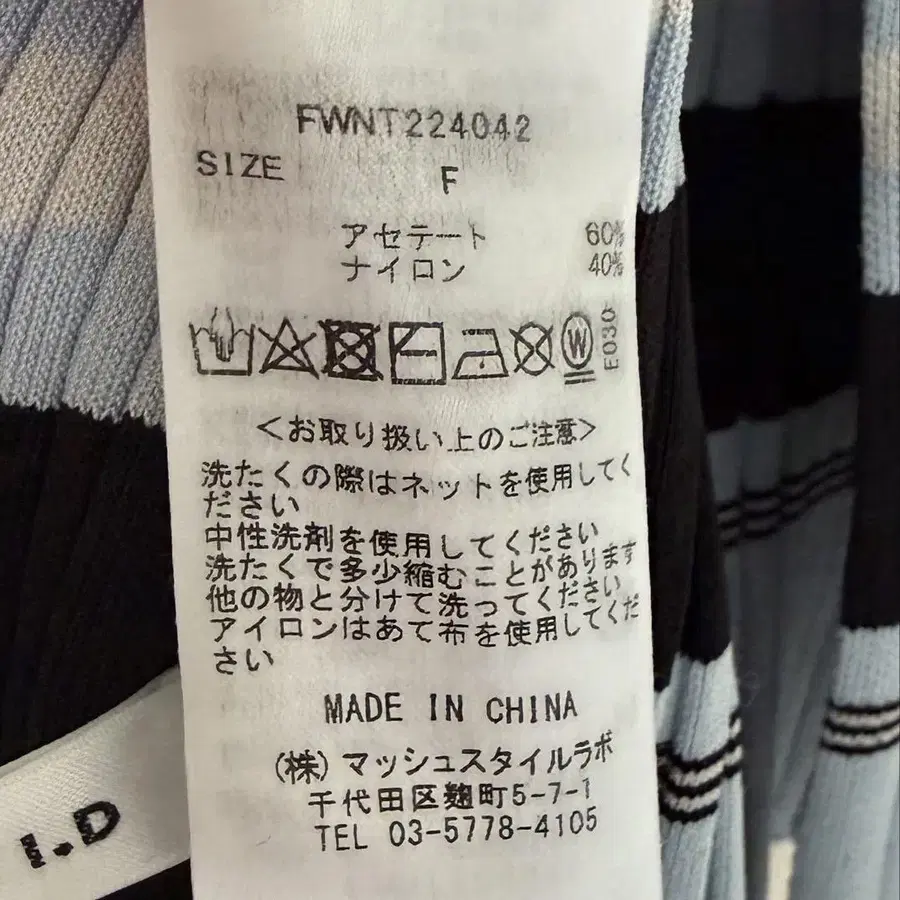 FWNT224042
SIZE F
アセテート 60%
ナイロン 40%
W
E030
<お取り扱い上のご注意>
洗たくの際はネットを使用してく
ださい
中性洗剤を使用してください
洗たくで多少縮むことがあります
他の物と分けて洗ってください
アイロンはあて布を使用してくだ
さい
MADE IN CHINA
(株)マッシュスタイルラボ
千代田区麹町5-7-1
TEL 03-5778-4105
I.D